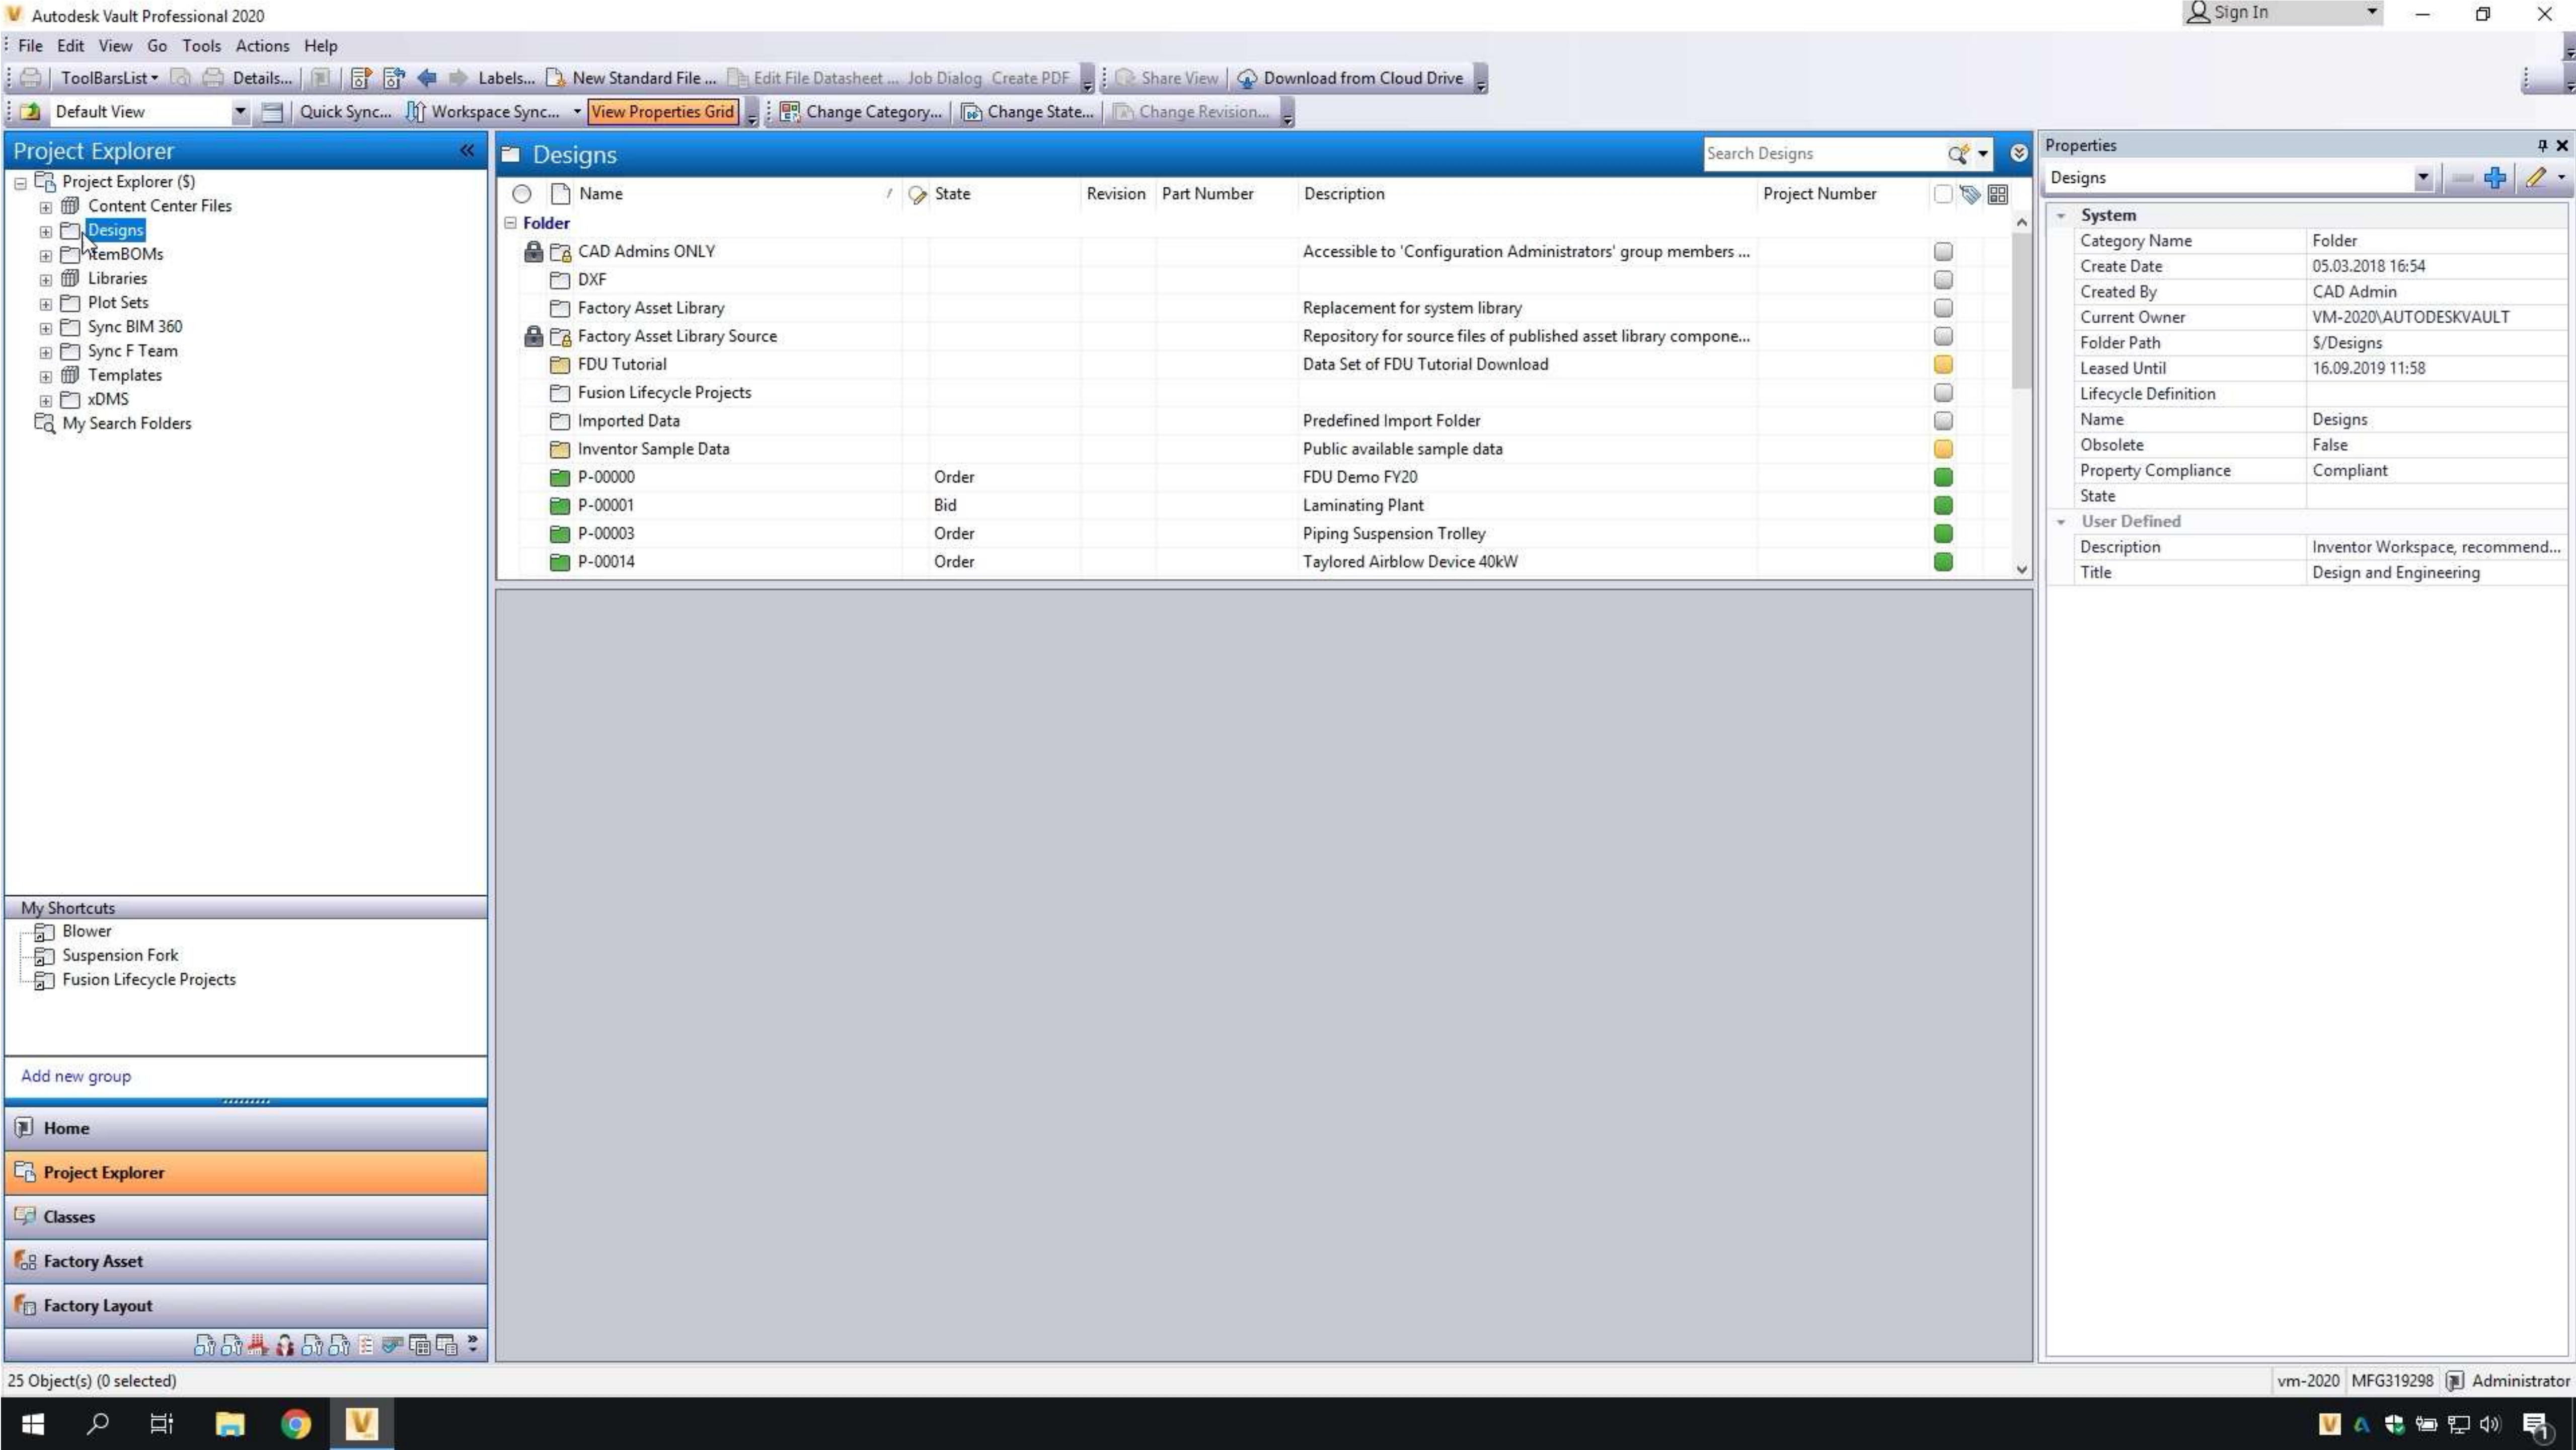 Autodesk Vault Professional 2020
Sign In
File Edit View Go Tools Actions Help
ToolBarsList Details... Labels... New Standard File ... Edit File Datasheet ... Job Dialog Create PDF Share View Download from Cloud Drive
Default View Quick Sync... Workspace Sync... View Properties Grid Change Category... Change State... Change Revision...
Project Explorer
Project Explorer ($)
Content Center Files
Designs
ItemBOMs
Libraries
Plot Sets
Sync BIM 360
Sync F Team
Templates
xDMS
My Search Folders
My Shortcuts
Blower
Suspension Fork
Fusion Lifecycle Projects
Add new group
Home
Project Explorer
Classes
Factory Asset
Factory Layout
Designs
Search Designs
Name State Revision Part Number Description Project Number
Folder
CAD Admins ONLY Accessible to 'Configuration Administrators' group members ...
DXF
Factory Asset Library Replacement for system library
Factory Asset Library Source Repository for source files of published asset library compone...
FDU Tutorial Data Set of FDU Tutorial Download
Fusion Lifecycle Projects
Imported Data Predefined Import Folder
Inventor Sample Data Public available sample data
P-00000 Order FDU Demo FY20
P-00001 Bid Laminating Plant
P-00003 Order Piping Suspension Trolley
P-00014 Order Taylored Airblow Device 40kW
Properties
Designs
System
Category Name Folder
Create Date 05.03.2018 16:54
Created By CAD Admin
Current Owner VM-2020\AUTODESKVAULT
Folder Path $/Designs
Leased Until 16.09.2019 11:58
Lifecycle Definition
Name Designs
Obsolete False
Property Compliance Compliant
State
User Defined
Description Inventor Workspace, recommend...
Title Design and Engineering
25 Object(s) (0 selected)
vm-2020 MFG319298 Administrator